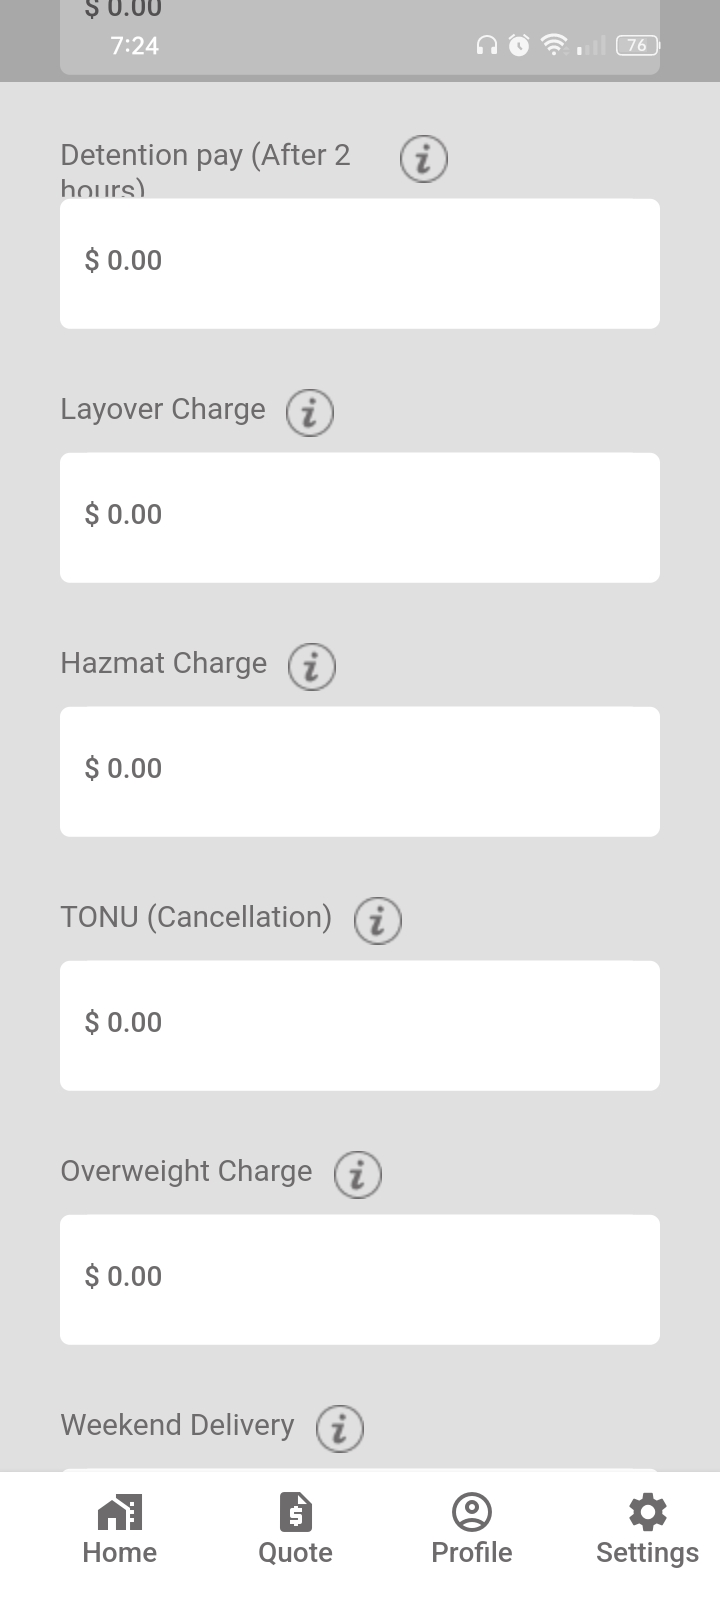 $ 0.00
7:24
76
Detention pay (After 2
hours)
$ 0.00
Layover Charge
$ 0.00
Hazmat Charge
$ 0.00
TONU (Cancellation)
$ 0.00
Overweight Charge
$ 0.00
Weekend Delivery
Home Quote Profile Settings